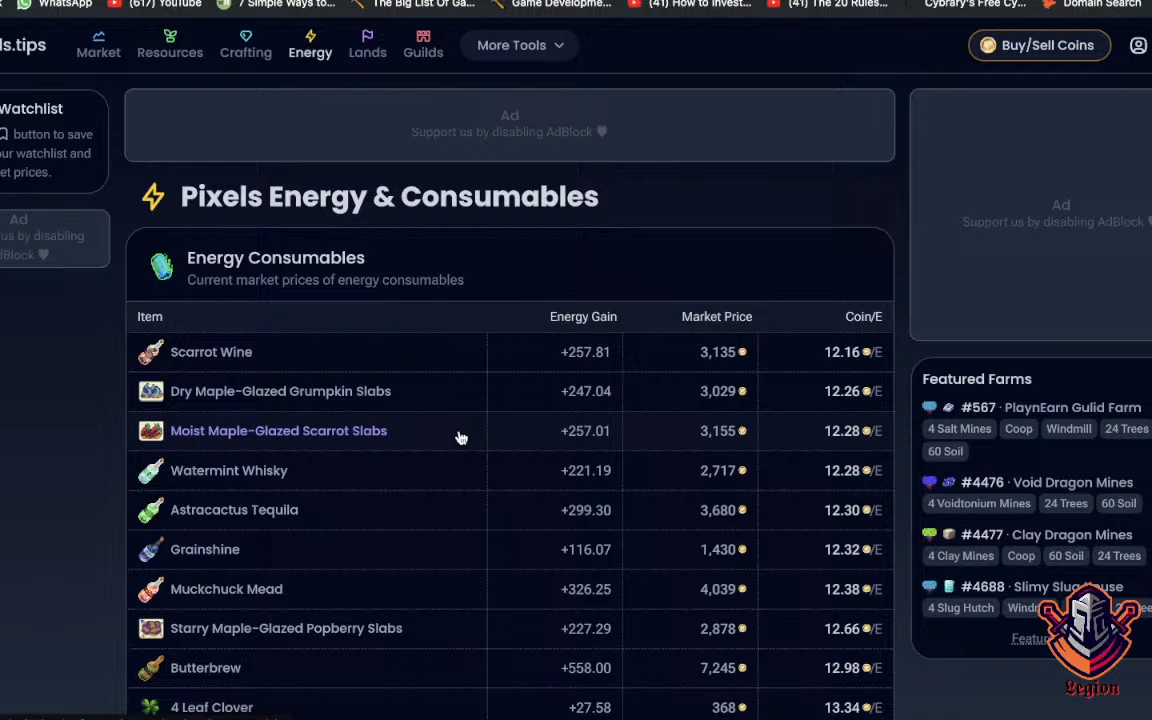 WhatsApp (617) YouTube 7 Simple Ways to... The Big List Of Ga... Game Developme... (41) How to Invest... (41) The 20 Rules... Cybrary's Free Cy... Domain Search
ls.tips Market Resources Crafting Energy Lands Guilds More Tools Buy/Sell Coins
Watchlist
button to save
our watchlist and
et prices.
Ad
us by disabling
dBlock
Ad
Support us by disabling AdBlock
Pixels Energy & Consumables
Energy Consumables
Current market prices of energy consumables
Item Energy Gain Market Price Coin/E
Scarrot Wine +257.81 3,135 12.16 /E
Dry Maple-Glazed Grumpkin Slabs +247.04 3,029 12.26 /E
Moist Maple-Glazed Scarrot Slabs +257.01 3,155 12.28 /E
Watermint Whisky +221.19 2,717 12.28 /E
Astracactus Tequila +299.30 3,680 12.30 /E
Grainshine +116.07 1,430 12.32 /E
Muckchuck Mead +326.25 4,039 12.38 /E
Starry Maple-Glazed Popberry Slabs +227.29 2,878 12.66 /E
Butterbrew +558.00 7,245 12.98 /E
4 Leaf Clover +27.58 368 13.34 /E
Ad
Support us by disabling AdBlock
Featured Farms
#567 · PlaynEarn Gulid Farm
4 Salt Mines Coop Windmill 24 Trees
60 Soil
#4476 · Void Dragon Mines
4 Voidtonium Mines 24 Trees 60 Soil
#4477 · Clay Dragon Mines
4 Clay Mines Coop 60 Soil 24 Trees
#4688 · Slimy Slug
4 Slug Hutch
Legion